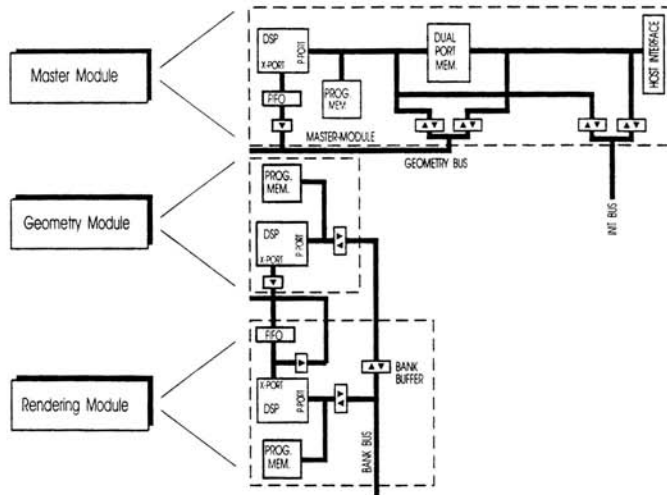 Master Module
DSP
X-PORT
P-PORT
FIFO
PROG.
MEM.
DUAL
PORT
MEM.
HOST INTERFACE
MASTER-MODULE
GEOMETRY BUS
INIT BUS
Geometry Module
PROG.
MEM.
DSP
X-PORT
P-PORT
Rendering Module
FIFO
X-PORT
DSP
P-PORT
PROG.
MEM.
BANK
BUFFER
BANK BUS